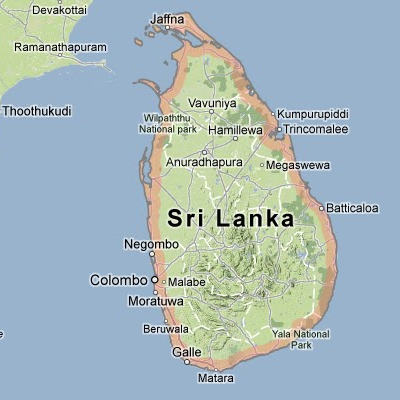 Devakottai
Jaffna
Ramanathapuram
Thoothukudi
Vavuniya
Kumpurupiddi
Wilpaththu
National park
Hamillewa
Trincomalee
Anuradhapura
Megaswewa
Batticaloa
Sri Lanka
Negombo
Colombo
Malabe
Moratuwa
Beruwala
Yala National
Park
Galle
Matara